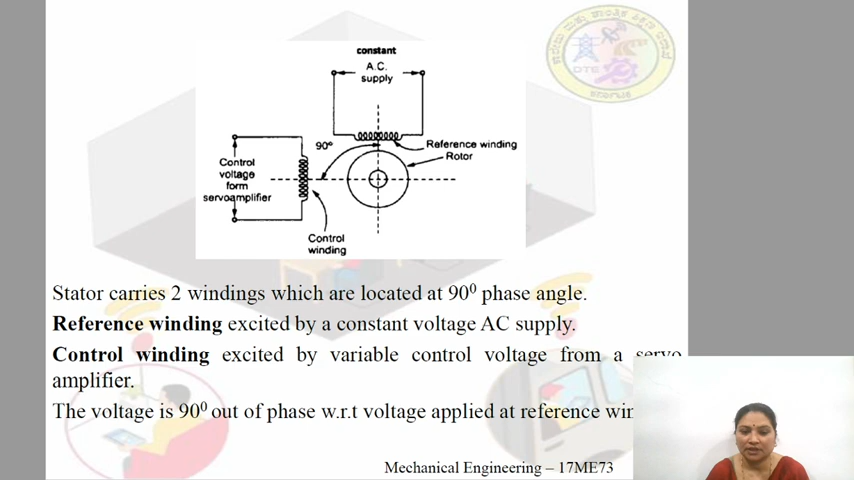 constant
A.C.
supply
90°
Reference winding
Rotor
Control
voltage
form
servoamplifier
Control
winding
DTE
Stator carries 2 windings which are located at 90⁰ phase angle.
Reference winding excited by a constant voltage AC supply.
Control winding excited by variable control voltage from a servo
amplifier.
The voltage is 90⁰ out of phase w.r.t voltage applied at reference
Mechanical Engineering – 17ME73